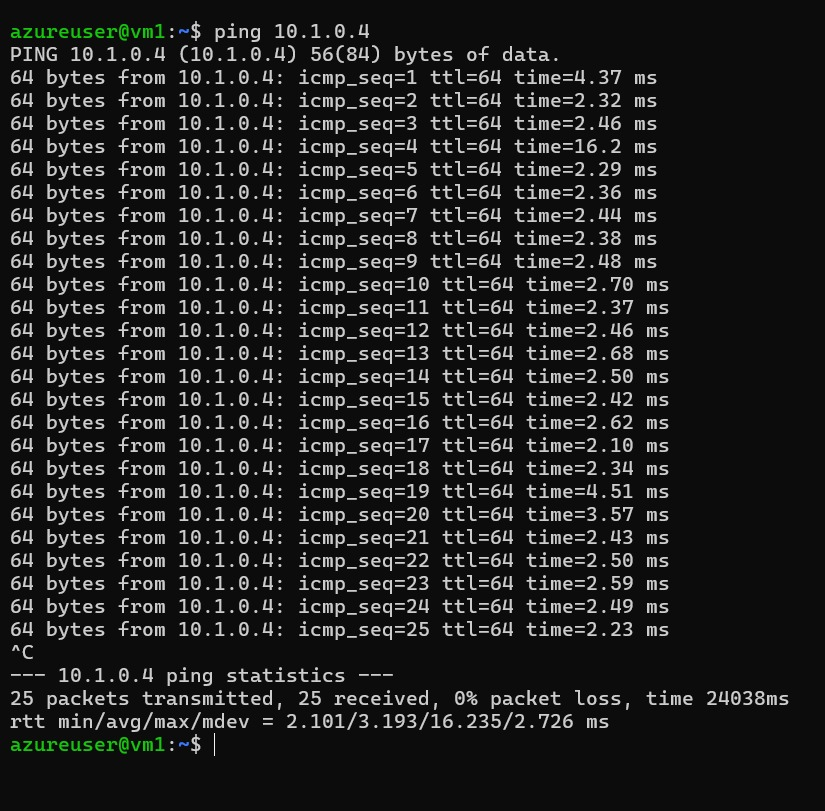 azureuser@vm1:~$ ping 10.1.0.4
PING 10.1.0.4 (10.1.0.4) 56(84) bytes of data.
64 bytes from 10.1.0.4: icmp_seq=1 ttl=64 time=4.37 ms
64 bytes from 10.1.0.4: icmp_seq=2 ttl=64 time=2.32 ms
64 bytes from 10.1.0.4: icmp_seq=3 ttl=64 time=2.46 ms
64 bytes from 10.1.0.4: icmp_seq=4 ttl=64 time=16.2 ms
64 bytes from 10.1.0.4: icmp_seq=5 ttl=64 time=2.29 ms
64 bytes from 10.1.0.4: icmp_seq=6 ttl=64 time=2.36 ms
64 bytes from 10.1.0.4: icmp_seq=7 ttl=64 time=2.44 ms
64 bytes from 10.1.0.4: icmp_seq=8 ttl=64 time=2.38 ms
64 bytes from 10.1.0.4: icmp_seq=9 ttl=64 time=2.48 ms
64 bytes from 10.1.0.4: icmp_seq=10 ttl=64 time=2.70 ms
64 bytes from 10.1.0.4: icmp_seq=11 ttl=64 time=2.37 ms
64 bytes from 10.1.0.4: icmp_seq=12 ttl=64 time=2.46 ms
64 bytes from 10.1.0.4: icmp_seq=13 ttl=64 time=2.68 ms
64 bytes from 10.1.0.4: icmp_seq=14 ttl=64 time=2.50 ms
64 bytes from 10.1.0.4: icmp_seq=15 ttl=64 time=2.42 ms
64 bytes from 10.1.0.4: icmp_seq=16 ttl=64 time=2.62 ms
64 bytes from 10.1.0.4: icmp_seq=17 ttl=64 time=2.10 ms
64 bytes from 10.1.0.4: icmp_seq=18 ttl=64 time=2.34 ms
64 bytes from 10.1.0.4: icmp_seq=19 ttl=64 time=4.51 ms
64 bytes from 10.1.0.4: icmp_seq=20 ttl=64 time=3.57 ms
64 bytes from 10.1.0.4: icmp_seq=21 ttl=64 time=2.43 ms
64 bytes from 10.1.0.4: icmp_seq=22 ttl=64 time=2.50 ms
64 bytes from 10.1.0.4: icmp_seq=23 ttl=64 time=2.59 ms
64 bytes from 10.1.0.4: icmp_seq=24 ttl=64 time=2.49 ms
64 bytes from 10.1.0.4: icmp_seq=25 ttl=64 time=2.23 ms
^C
--- 10.1.0.4 ping statistics ---
25 packets transmitted, 25 received, 0% packet loss, time 24038ms
rtt min/avg/max/mdev = 2.101/3.193/16.235/2.726 ms
azureuser@vm1:~$